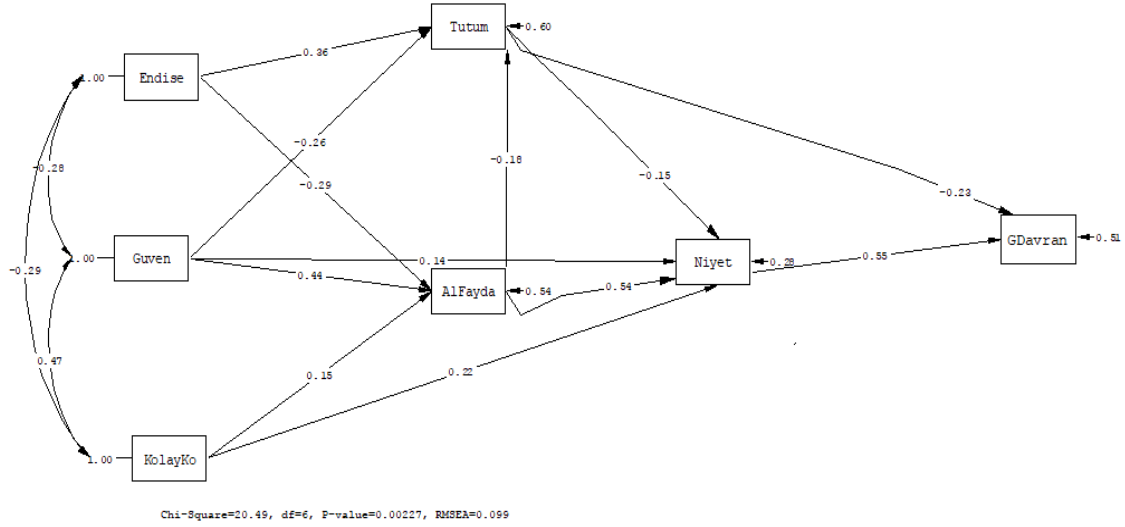 Tutum
0.60
0.36
1.00
Endise
-0.26
-0.18
-0.28
-0.29
-0.15
-0.23
GDavran
0.51
1.00
Guven
0.14
Niyet
0.28
0.55
-0.29
0.44
AlFayda
0.54
0.54
0.47
0.15
0.22
1.00
KolayKo
Chi-Square=20.49, df=6, P-value=0.00227, RMSEA=0.099